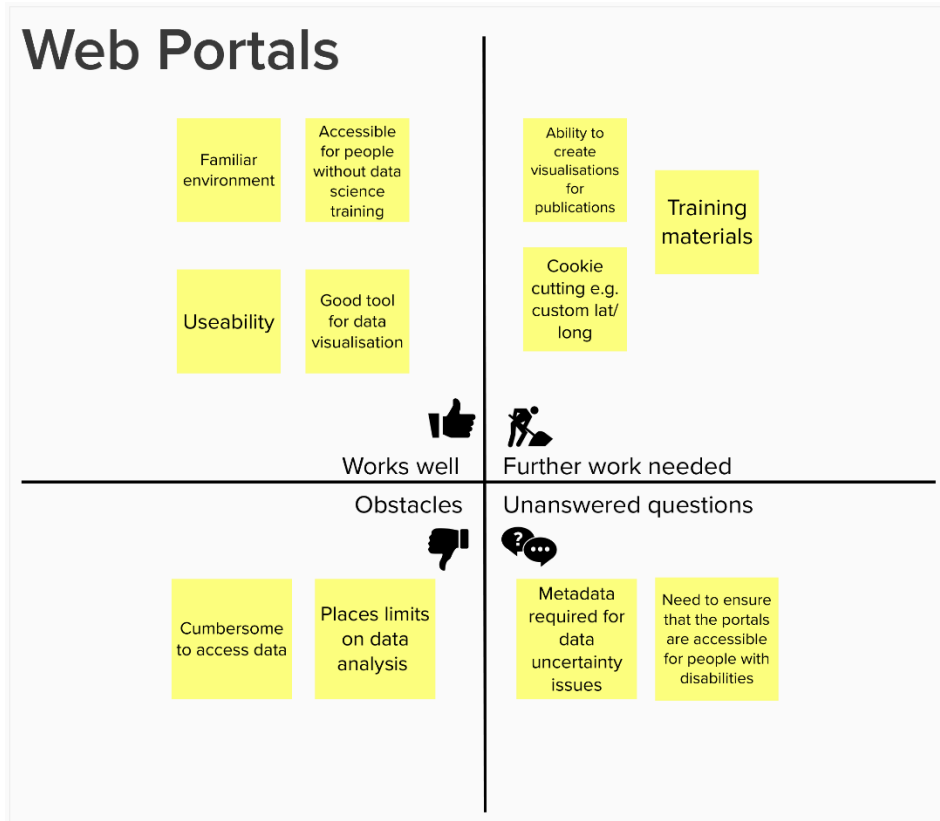 Web Portals
Familiar
environment
Accessible
for people
without data
science
training
Useability
Good tool
for data
visualisation
Works well
Ability to
create
visualisations
for
publications
Training
materials
Cookie
cutting e.g.
custom lat/
long
Further work needed
Obstacles
Cumbersome
to access data
Places limits
on data
analysis
Unanswered questions
?
Metadata
required for
data
uncertainty
issues
Need to ensure
that the portals
are accessible
for people with
disabilities